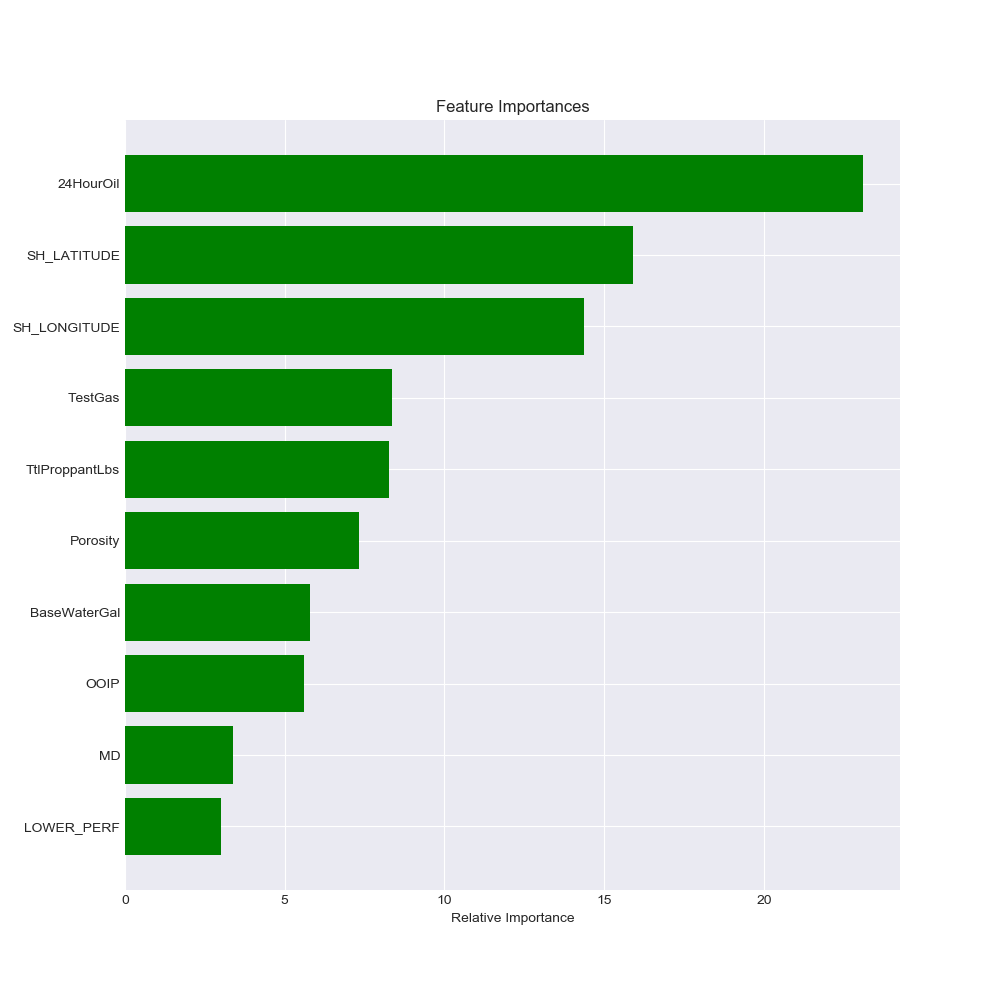 Feature Importances
24HourOil
SH_LATITUDE
SH_LONGITUDE
TestGas
TtlProppantLbs
Porosity
BaseWaterGal
OOIP
MD
LOWER_PERF
0 5 10 15 20
Relative Importance